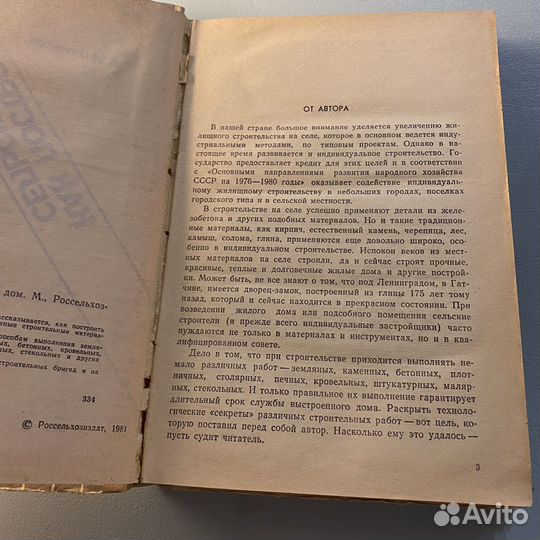 дом. М., Россельхоз-
ассказывается, как построить
нные строительные материа-
пособам выполнения земля-
ых, бетонных, кровельных,
стекольных и других
строительных бригад и на
334
© Россельхозиздат, 1981
ОТ АВТОРА
В нашей стране большое внимание уделяется увеличению жи-
лищного строительства на селе, которое в основном ведется инду-
стриальными методами, по типовым проектам. Однако в на-
стоящее время развивается и индивидуальное строительство. Го-
сударство предоставляет кредит для этих целей и в соответствии
с «Основными направлениями развития народного хозяйства
СССР на 1976—1980 годы» оказывает содействие индивидуаль-
ному жилищному строительству в небольших городах, поселках
городского типа и в сельской местности.
В строительстве на селе успешно применяют детали из желе-
зобетона и других подобных материалов. Но и такие традицион-
ные материалы, как кирпич, естественный камень, черепица, лес,
камыш, солома, глина, применяются еще довольно широко, осо-
бенно в индивидуальном строительстве. Испокон веков из мест-
ных материалов на селе строили, да и сейчас строят прочные,
красивые, теплые и долговечные жилые дома и другие построй-
ки. Может быть, не все знают о том, что под Ленинградом, в Гат-
чине, имеется дворец-замок, построенный из глины 175 лет тому
назад, который и сейчас находится в прекрасном состоянии. При
возведении жилого дома или подсобного помещения сельские
строители (и прежде всего индивидуальные застройщики) часто
нуждаются не только в материалах и инструментах, но и в ква-
лифицированном совете.
Дело в том, что при строительстве приходится выполнять не-
мало различных работ — земляных, каменных, бетонных, плот-
ничных, столярных, печных, кровельных, штукатурных, маляр-
ных, стекольных. И только правильное их выполнение гарантирует
длительный срок службы выстроенного дома. Раскрыть техноло-
гические «секреты» различных строительных работ — вот цель, ко-
торую поставил перед собой автор. Насколько ему это удалось —
пусть судит читатель.
3
Avito